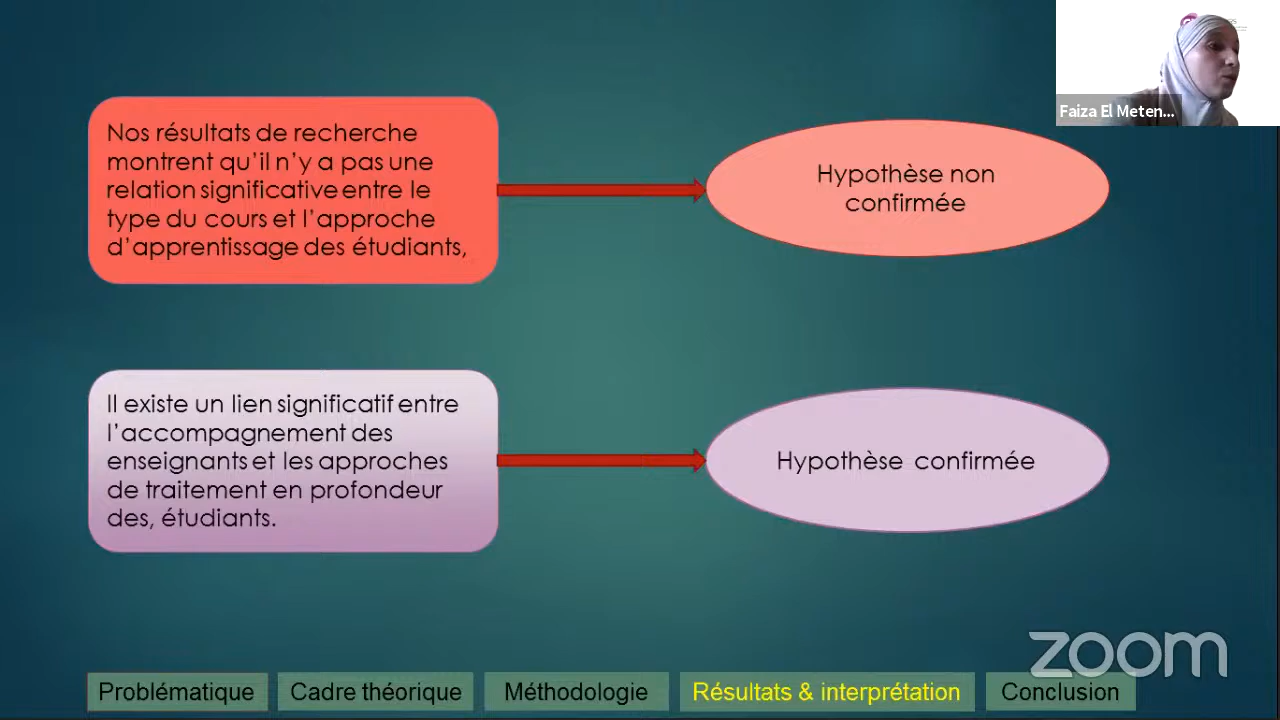 Faiza El Meten...
Nos résultats de recherche
montrent qu'il n'y a pas une
relation significative entre le
type du cours et l'approche
d'apprentissage des étudiants,
Hypothèse non
confirmée
Il existe un lien significatif entre
l'accompagnement des
enseignants et les approches
de traitement en profondeur
des, étudiants.
Hypothèse confirmée
zoom
Problématique
Cadre théorique
Méthodologie
Résultats & interprétation
Conclusion